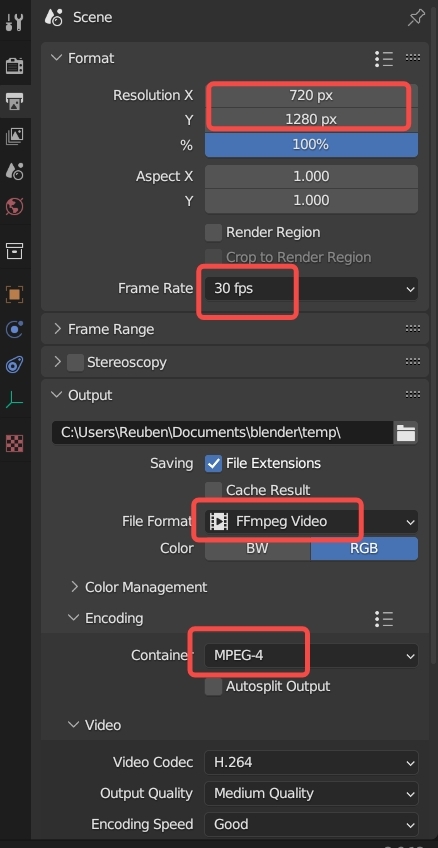 Scene
Format
Resolution X 720 px
Y 1280 px
% 100%
Aspect X 1.000
Y 1.000
Render Region
Crop to Render Region
Frame Rate 30 fps
Frame Range
Stereoscopy
Output
C:\Users\Reuben\Documents\blender\temp\
Saving File Extensions
Cache Result
File Format FFmpeg Video
Color BW RGB
Color Management
Encoding
Container MPEG-4
Autosplit Output
Video
Video Codec H.264
Output Quality Medium Quality
Encoding Speed Good